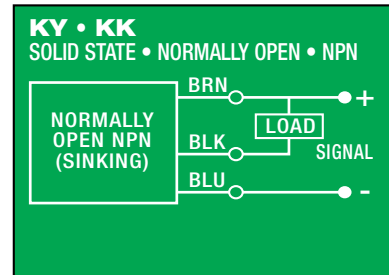 KY • KK
SOLID STATE • NORMALLY OPEN • NPN
BRN
+
NORMALLY
OPEN NPN
(SINKING)
LOAD
BLK
SIGNAL
BLU
-